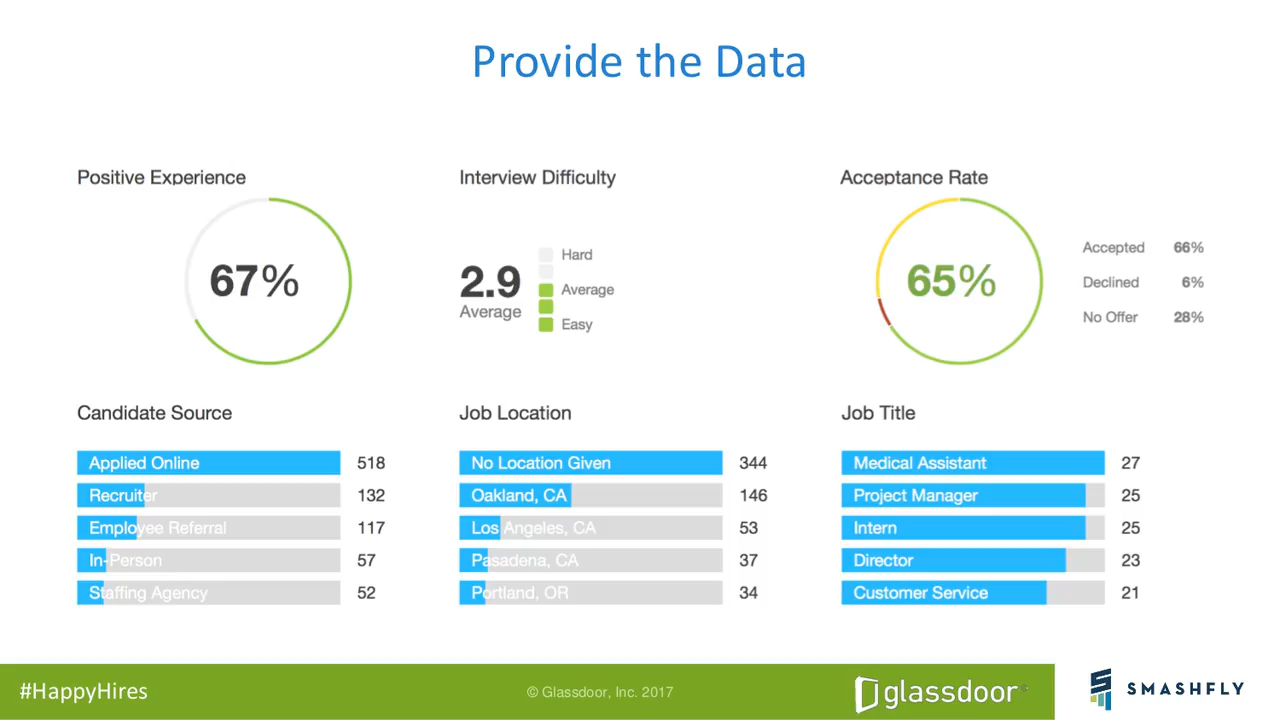 Provide the Data
Positive Experience
67%
Interview Difficulty
2.9
Average
Hard
Average
Easy
Acceptance Rate
65%
Accepted 66%
Declined 6%
No Offer 28%
Candidate Source
Applied Online 518
Recruiter 132
Employee Referral 117
In-Person 57
Staffing Agency 52
Job Location
No Location Given 344
Oakland, CA 146
Los Angeles, CA 53
Pasadena, CA 37
Portland, OR 34
Job Title
Medical Assistant 27
Project Manager 25
Intern 25
Director 23
Customer Service 21
#HappyHires
© Glassdoor, Inc. 2017
glassdoor®
SMASHFLY